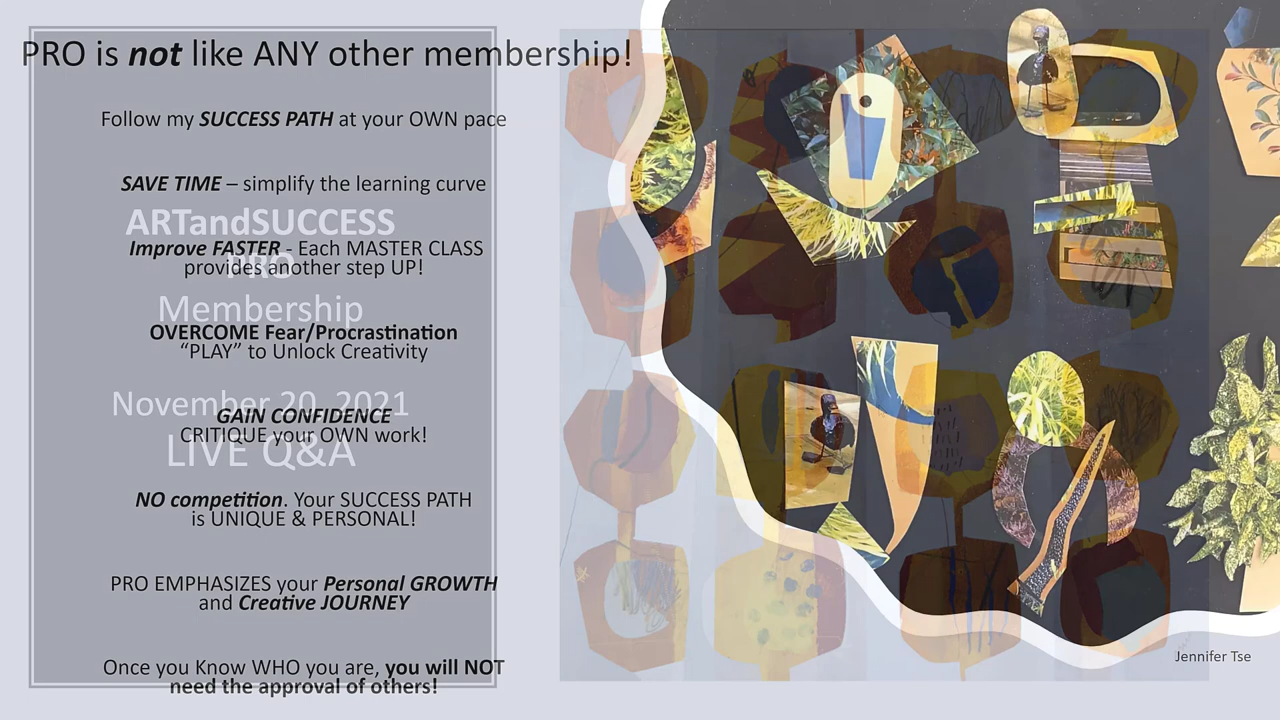 PRO is not like ANY other membership!
Follow my SUCCESS PATH at your OWN pace
SAVE TIME – simplify the learning curve
ARTandSUCCESS
Improve FASTER - Each MASTER CLASS
provides another step UP!
PRO
Membership
OVERCOME Fear/Procrastination
“PLAY” to Unlock Creativity
November 20, 2021
GAIN CONFIDENCE
CRITIQUE your OWN work!
LIVE Q&A
NO competition. Your SUCCESS PATH
is UNIQUE & PERSONAL!
PRO EMPHASIZES your Personal GROWTH
and Creative JOURNEY
Once you Know WHO you are, you will NOT
need the approval of others!
Jennifer Tse